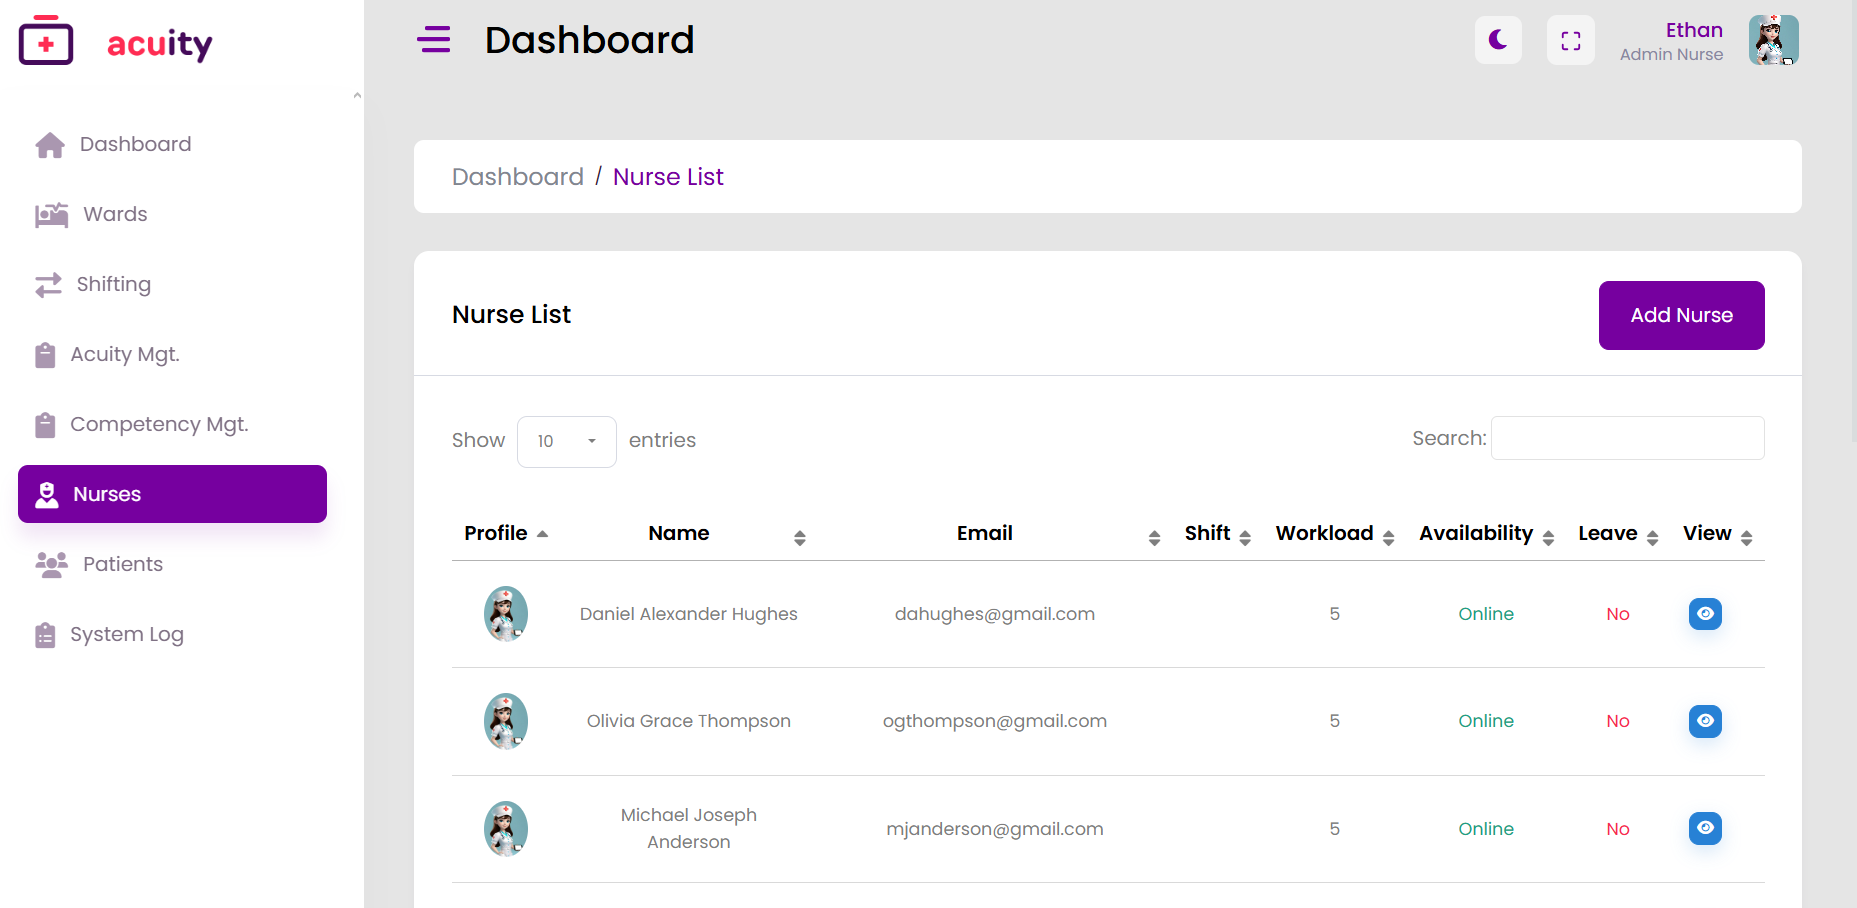 acuity
Dashboard
Ethan
Admin Nurse
Dashboard
Wards
Shifting
Acuity Mgt.
Competency Mgt.
Nurses
Patients
System Log
Dashboard / Nurse List
Nurse List
Add Nurse
Show 10 entries
Search:
Profile Name Email Shift Workload Availability Leave View
Daniel Alexander Hughes dahughes@gmail.com 5 Online No
Olivia Grace Thompson ogthompson@gmail.com 5 Online No
Michael Joseph
Anderson mjanderson@gmail.com 5 Online No